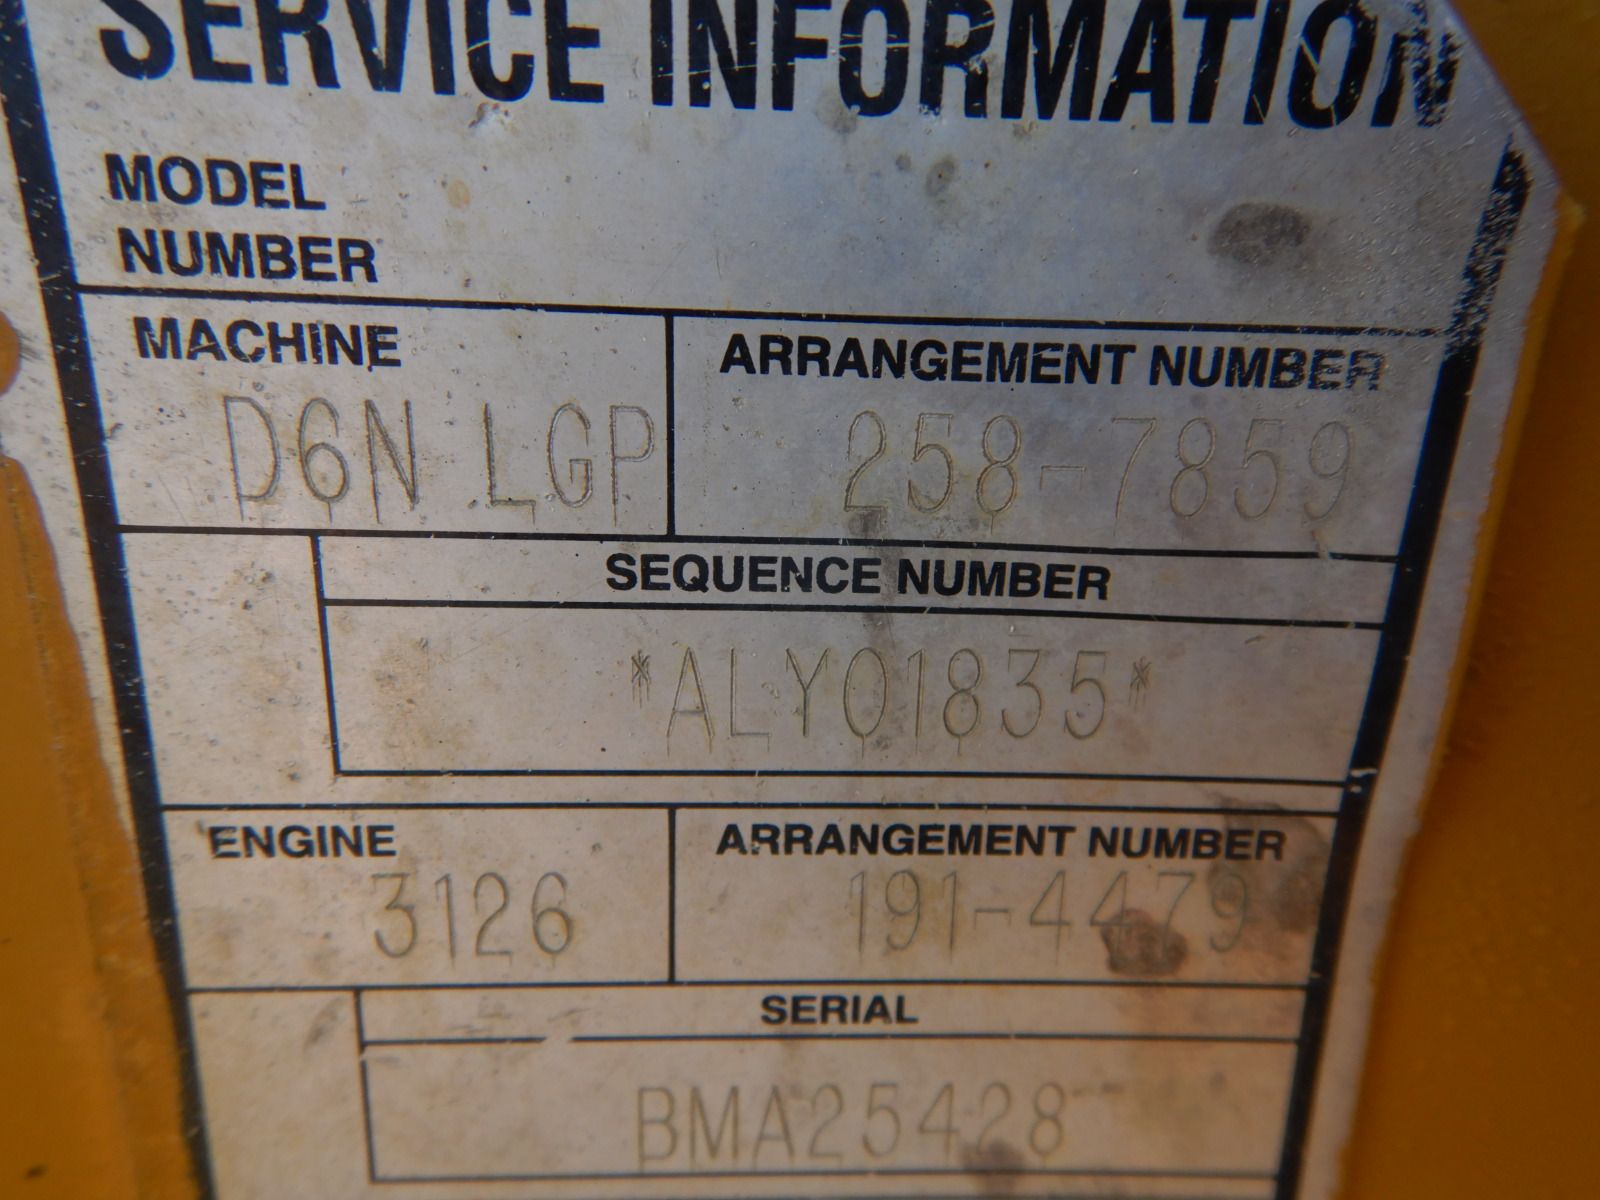 SERVICE INFORMATION
MODEL
NUMBER
MACHINE
ARRANGEMENT NUMBER
D6N LGP
258-7859
SEQUENCE NUMBER
*ALY01835*
ENGINE
ARRANGEMENT NUMBER
3126
191-4479
SERIAL
BMA25428